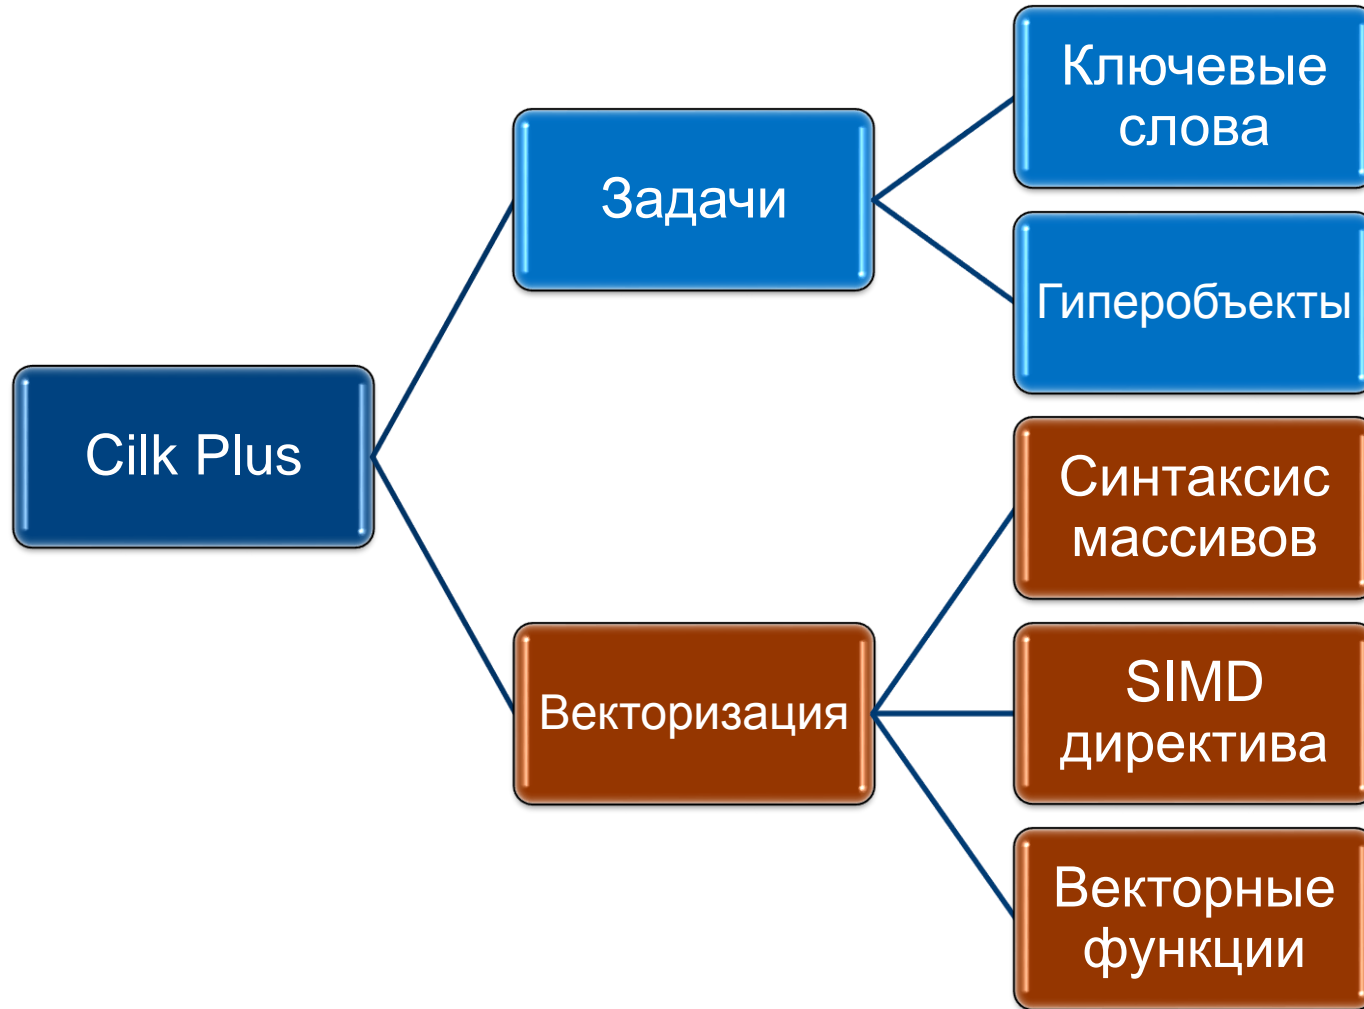 Ключевые
слова
Задачи
Гиперобъекты
Cilk Plus
Синтаксис
массивов
Векторизация
SIMD
директива
Векторные
функции